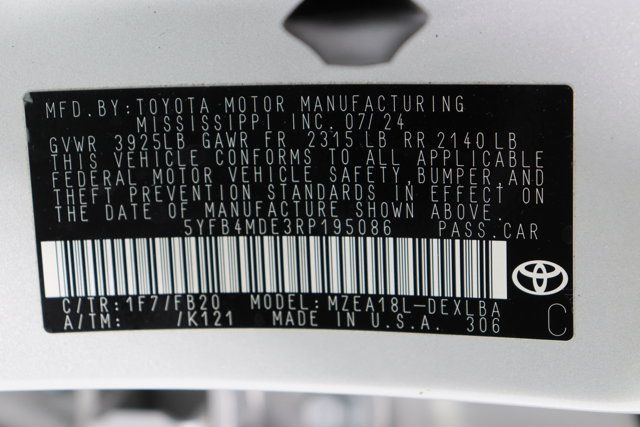 MFD. BY: TOYOTA MOTOR MANUFACTURING
MISSISSIPPI INC. 07/24
GVWR 3925LB GAWR FR 2315 LB RR 2140 LB
THIS VEHICLE CONFORMS TO ALL APPLICABLE
FEDERAL MOTOR VEHICLE SAFETY, BUMPER, AND
THEFT PREVENTION STANDARDS IN EFFECT ON
THE DATE OF MANUFACTURE SHOWN ABOVE.
5YFB4MDE3RP195086 PASS. CAR
C/TR: 1F7/FB20 MODEL: MZEA18L-DEXLBA
A/TM: /K121 MADE IN U.S.A. 306 C